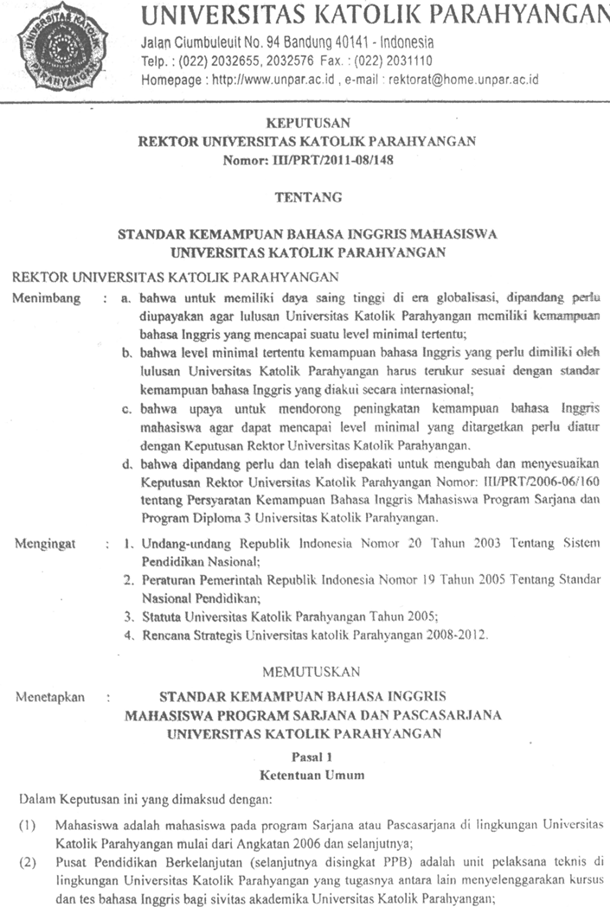 UNIVERSITAS KATOLIK PARAHYANGAN
UNIVERSITAS KATOLIK PARAHYANGAN
Jalan Ciumbuleuit No. 94 Bandung 40141 - Indonesia
Telp. : (022) 2032655, 2032576 Fax. : (022) 2031110
Homepage : http://www.unpar.ac.id , e-mail : rektorat@home.unpar.ac.id
KEPUTUSAN
REKTOR UNIVERSITAS KATOLIK PARAHYANGAN
Nomor: III/PRT/2011-08/148
TENTANG
STANDAR KEMAMPUAN BAHASA INGGRIS MAHASISWA
UNIVERSITAS KATOLIK PARAHYANGAN
REKTOR UNIVERSITAS KATOLIK PARAHYANGAN
Menimbang : a. bahwa untuk memiliki daya saing tinggi di era globalisasi, dipandang perlu
diupayakan agar lulusan Universitas Katolik Parahyangan memiliki kemampuan
bahasa Inggris yang mencapai suatu level minimal tertentu;
b. bahwa level minimal tertentu kemampuan bahasa Inggris yang perlu dimiliki oleh
lulusan Universitas Katolik Parahyangan harus terukur sesuai dengan standar
kemampuan bahasa Inggris yang diakui secara internasional;
c. bahwa upaya untuk mendorong peningkatan kemampuan bahasa Inggris
mahasiswa agar dapat mencapai level minimal yang ditargetkan perlu diatur
dengan Keputusan Rektor Universitas Katolik Parahyangan.
d. bahwa dipandang perlu dan telah disepakati untuk mengubah dan menyesuaikan
Keputusan Rektor Universitas Katolik Parahyangan Nomor: III/PRT/2006-06/160
tentang Persyaratan Kemampuan Bahasa Inggris Mahasiswa Program Sarjana dan
Program Diploma 3 Universitas Katolik Parahyangan.
Mengingat : 1. Undang-undang Republik Indonesia Nomor 20 Tahun 2003 Tentang Sistem
Pendidikan Nasional;
2. Peraturan Pemerintah Republik Indonesia Nomor 19 Tahun 2005 Tentang Standar
Nasional Pendidikan;
3. Statuta Universitas Katolik Parahyangan Tahun 2005;
4. Rencana Strategis Universitas katolik Parahyangan 2008-2012.
MEMUTUSKAN
Menetapkan : STANDAR KEMAMPUAN BAHASA INGGRIS
MAHASISWA PROGRAM SARJANA DAN PASCASARJANA
UNIVERSITAS KATOLIK PARAHYANGAN
Pasal 1
Ketentuan Umum
Dalam Keputusan ini yang dimaksud dengan:
(1) Mahasiswa adalah mahasiswa pada program Sarjana atau Pascasarjana di lingkungan Universitas
Katolik Parahyangan mulai dari Angkatan 2006 dan selanjutnya;
(2) Pusat Pendidikan Berkelanjutan (selanjutnya disingkat PPB) adalah unit pelaksana teknis di
lingkungan Universitas Katolik Parahyangan yang tugasnya antara lain menyelenggarakan kursus
dan tes bahasa Inggris bagi sivitas akademika Universitas Katolik Parahyangan;